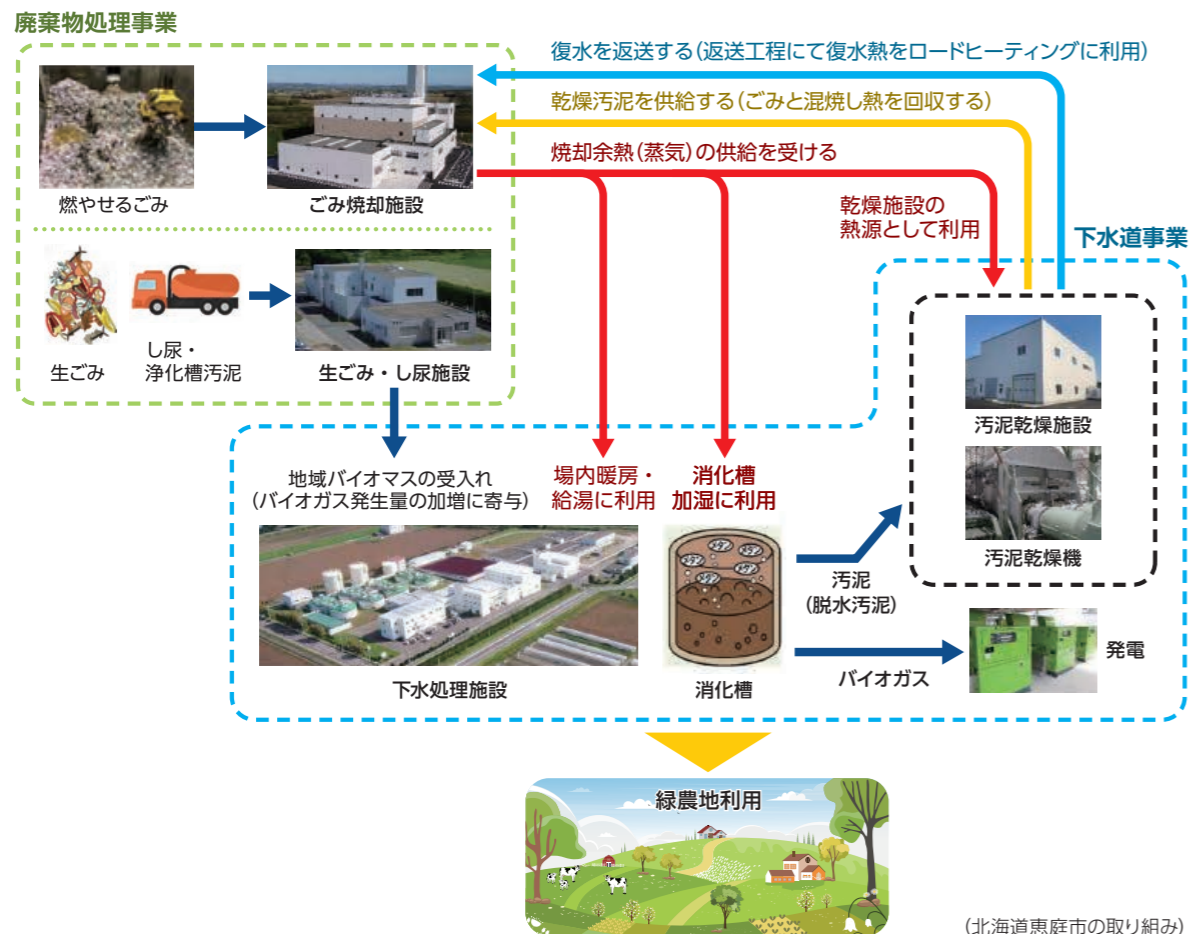 廃棄物処理事業
復水を返送する(返送工程にて復水熱をロードヒーティングに利用)
乾燥汚泥を供給する(ごみと混焼し熱を回収する)
焼却余熱(蒸気)の供給を受ける
燃やせるごみ
ごみ焼却施設
乾燥施設の
熱源として利用
下水道事業
生ごみ
し尿・
浄化槽汚泥
生ごみ・し尿施設
汚泥乾燥施設
地域バイオマスの受入れ
(バイオガス発生量の加増に寄与)
場内暖房・
給湯に利用
消化槽
加湿に利用
汚泥乾燥機
汚泥
(脱水汚泥)
下水処理施設
消化槽
バイオガス
発電
緑農地利用
(北海道恵庭市の取り組み)